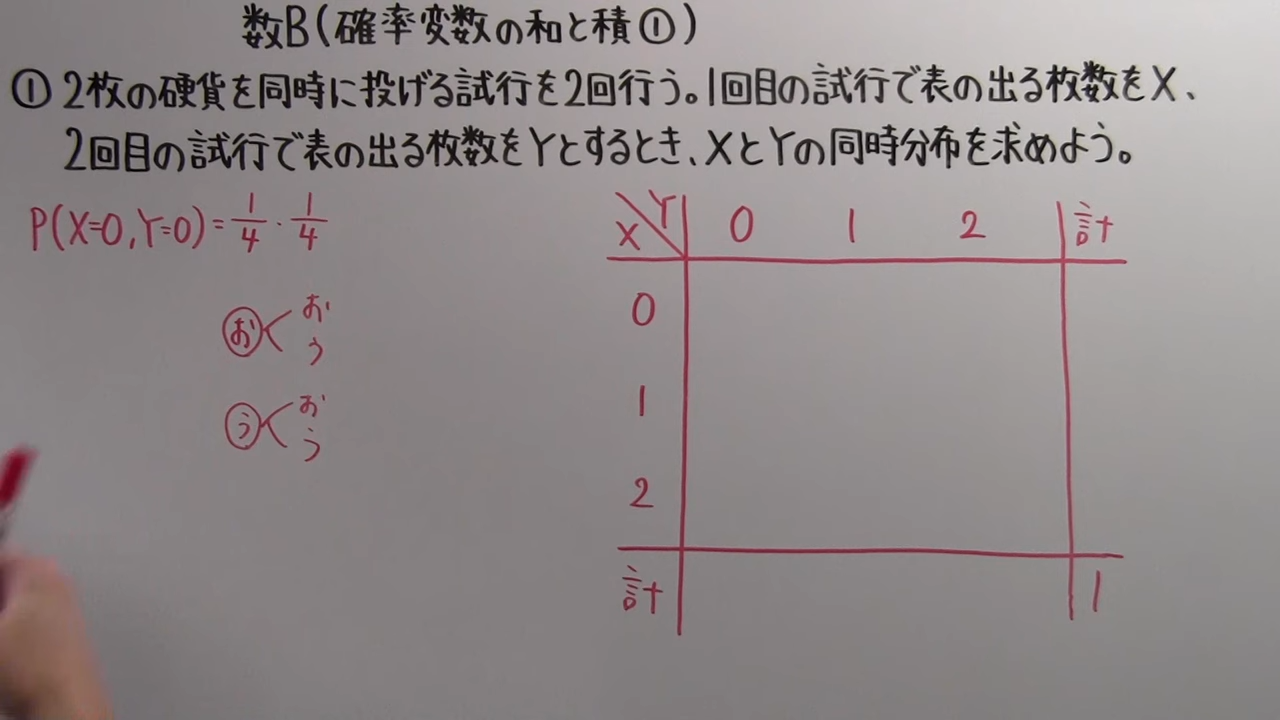 数B(確率変数の和と積①)
① 2枚の硬貨を同時に投げる試行を2回行う。1回目の試行で表の出る枚数をX、
2回目の試行で表の出る枚数をYとするとき、XとYの同時分布を求めよう。
P(X=0,Y=0)=1/4・1/4
お<お
う
う<お
う
X\Y 0 1 2 計
0
1
2
計 1